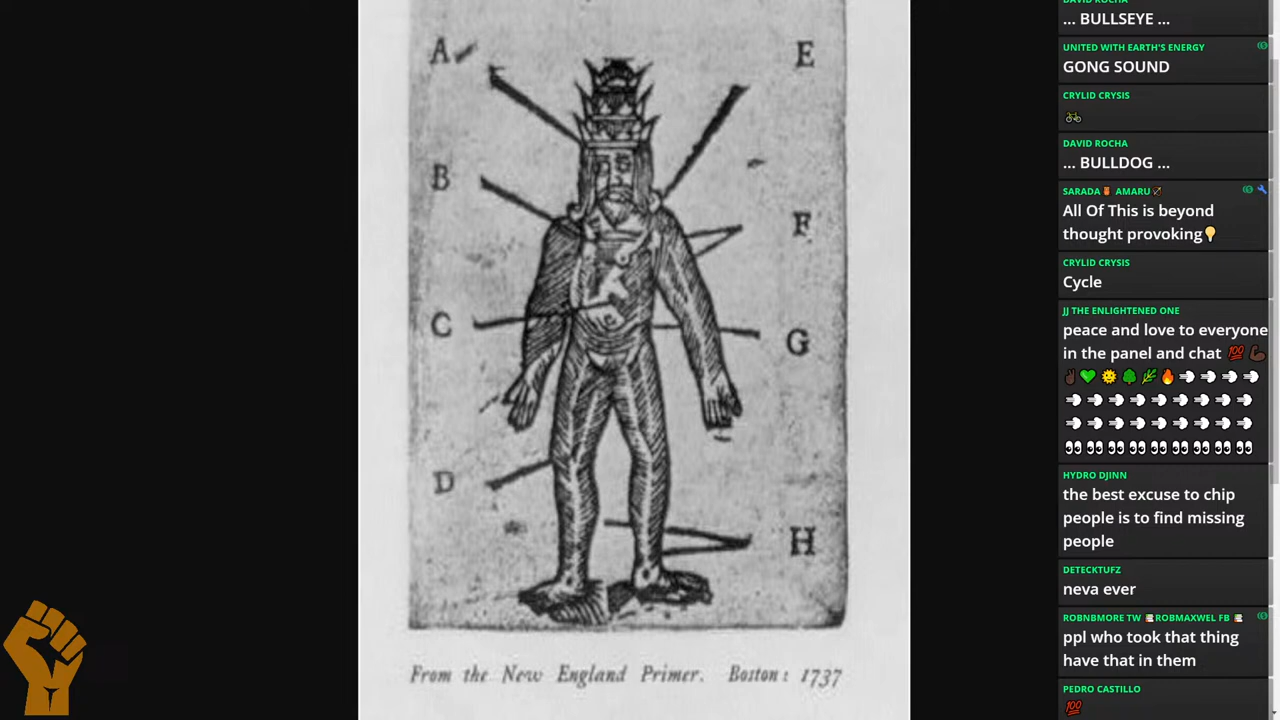 A
E
B
F
C
G
D
H
From the New England Primer. Boston: 1737
DAVID ROCHA
... BULLSEYE ...
UNITED WITH EARTH'S ENERGY
GONG SOUND
CRYLID CRYSIS
🚲
DAVID ROCHA
... BULLDOG ...
SARADA AMARU
All Of This is beyond
thought provoking
CRYLID CRYSIS
Cycle
JJ THE ENLIGHTENED ONE
peace and love to everyone
in the panel and chat 💯
HYDRO DJINN
the best excuse to chip
people is to find missing
people
DETECKTUFZ
neva ever
ROBNBMORE TW ROBMAXWEL FB
ppl who took that thing
have that in them
PEDRO CASTILLO
💯